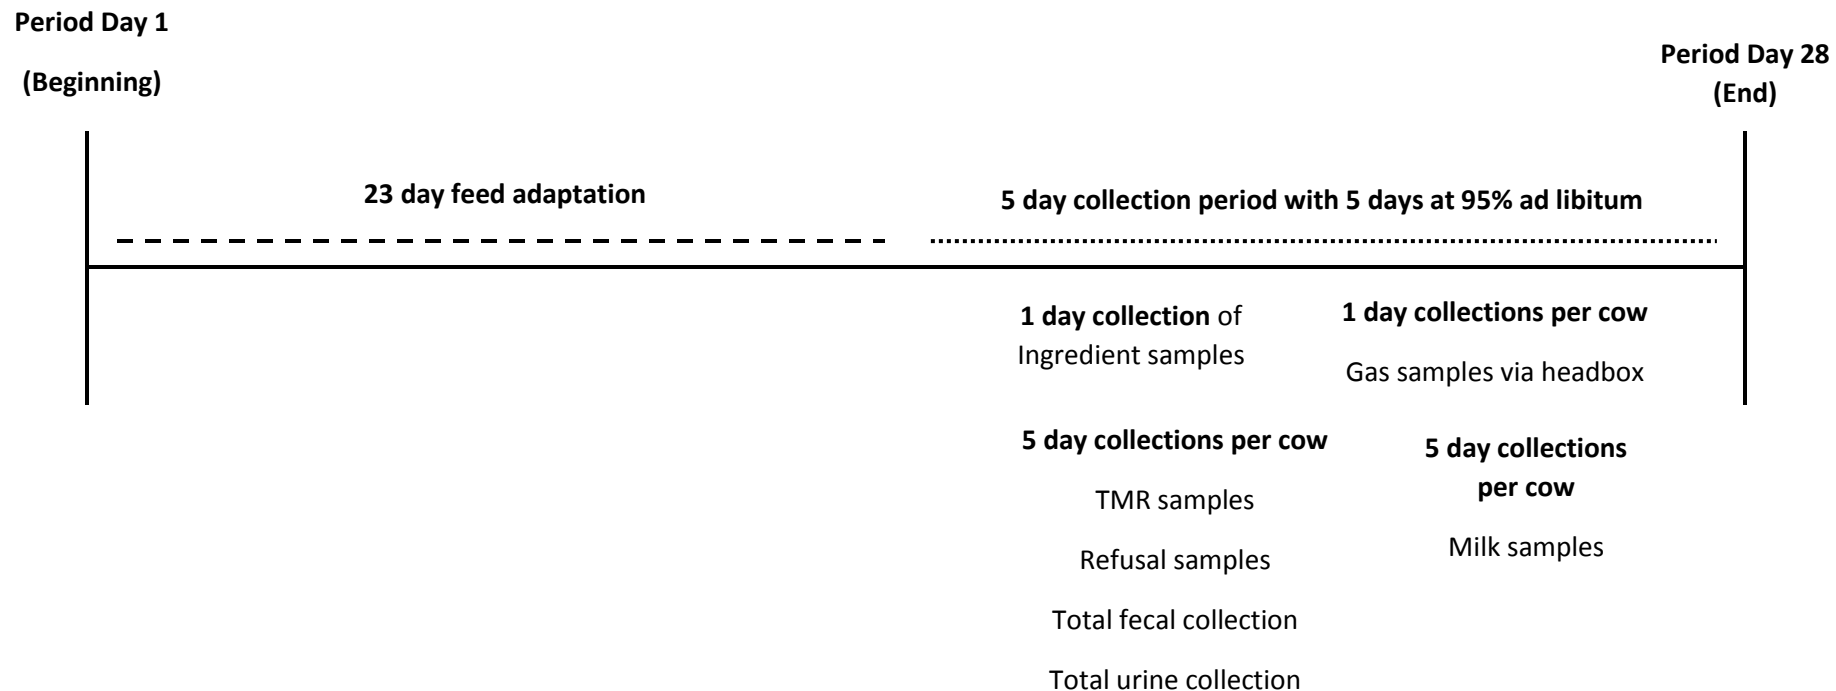 Period Day 1
(Beginning)
Period Day 28
(End)
23 day feed adaptation
5 day collection period with 5 days at 95% ad libitum
1 day collection of
Ingredient samples
1 day collections per cow
Gas samples via headbox
5 day collections per cow
TMR samples
Refusal samples
Total fecal collection
Total urine collection
5 day collections
per cow
Milk samples